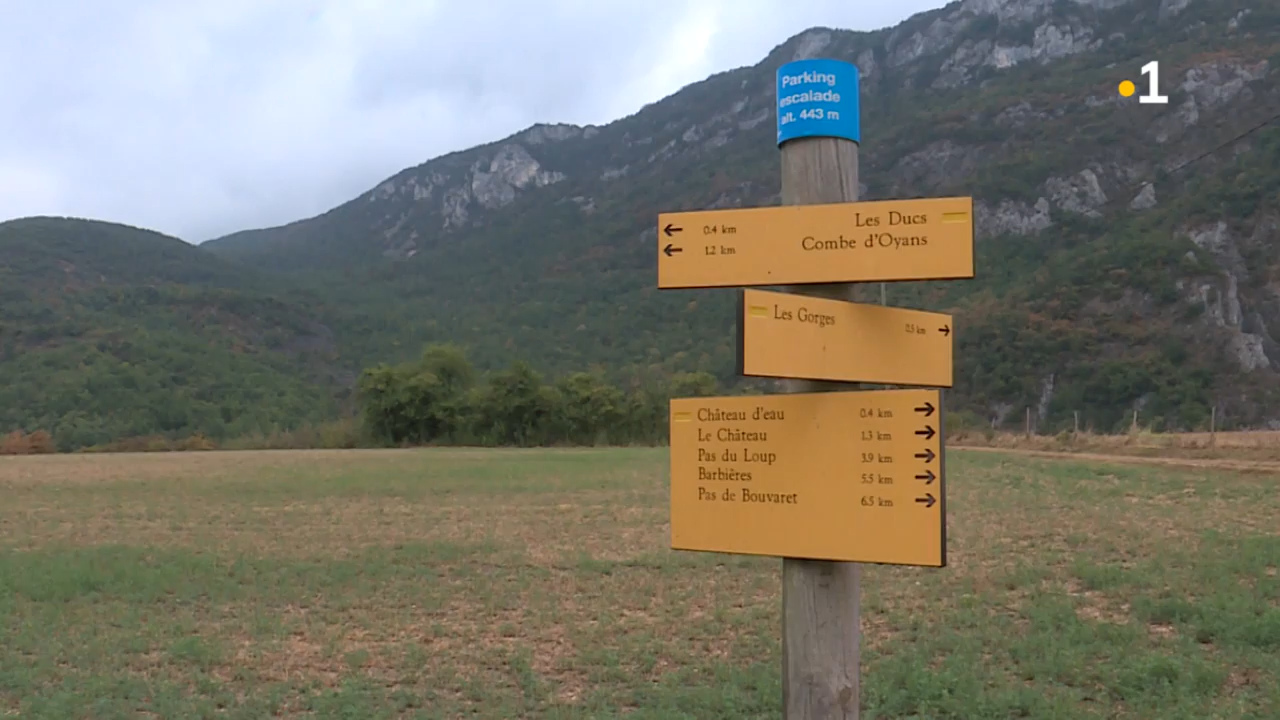 1
Parking
escalade
alt. 443 m
0.4 km Les Ducs
1.2 km Combe d'Oyans
Les Gorges 0.5 km
Château d'eau 0.4 km
Le Château 1.3 km
Pas du Loup 3.9 km
Barbières 5.5 km
Pas de Bouvaret 6.5 km